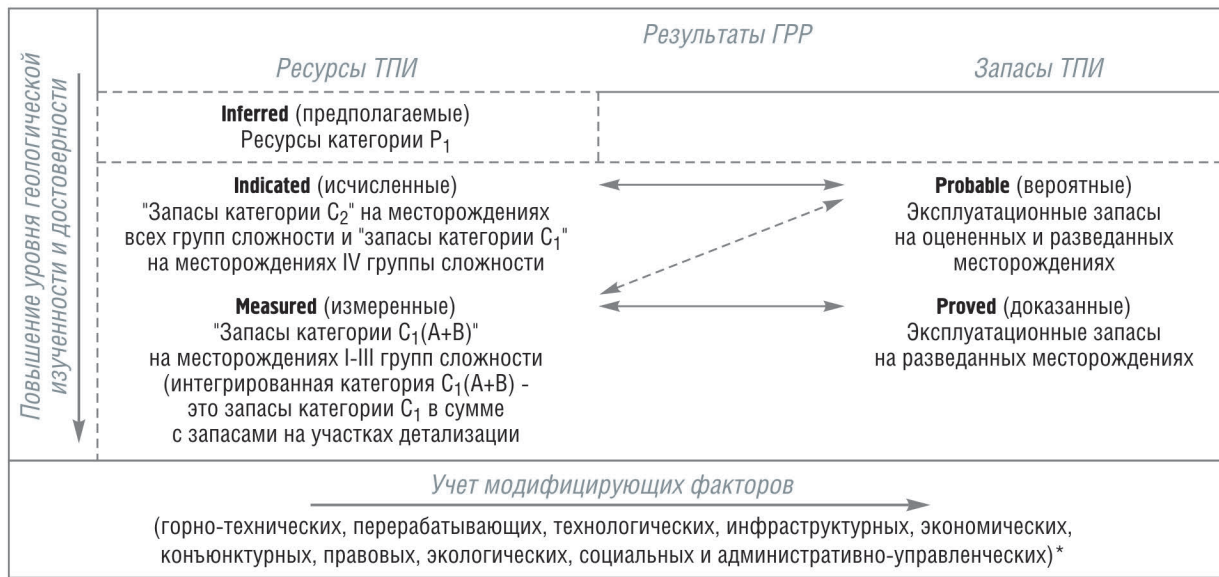 Результаты ГРР
Ресурсы ТПИ
Запасы ТПИ
Повышение уровня геологической
изученности и достоверности
Inferred (предполагаемые)
Ресурсы категории P₁
Indicated (исчисленные)
"Запасы категории C₂" на месторождениях
всех групп сложности и "запасы категории C₁"
на месторождениях IV группы сложности
Probable (вероятные)
Эксплуатационные запасы
на оцененных и разведанных
месторождениях
Measured (измеренные)
"Запасы категории C₁(A+B)"
на месторождениях I-III групп сложности
(интегрированная категория C₁(A+B) -
это запасы категории C₁ в сумме
с запасами на участках детализации
Proved (доказанные)
Эксплуатационные запасы
на разведанных месторождениях
Учет модифицирующих факторов
(горно-технических, перерабатывающих, технологических, инфраструктурных, экономических,
конъюнктурных, правовых, экологических, социальных и административно-управленческих)*